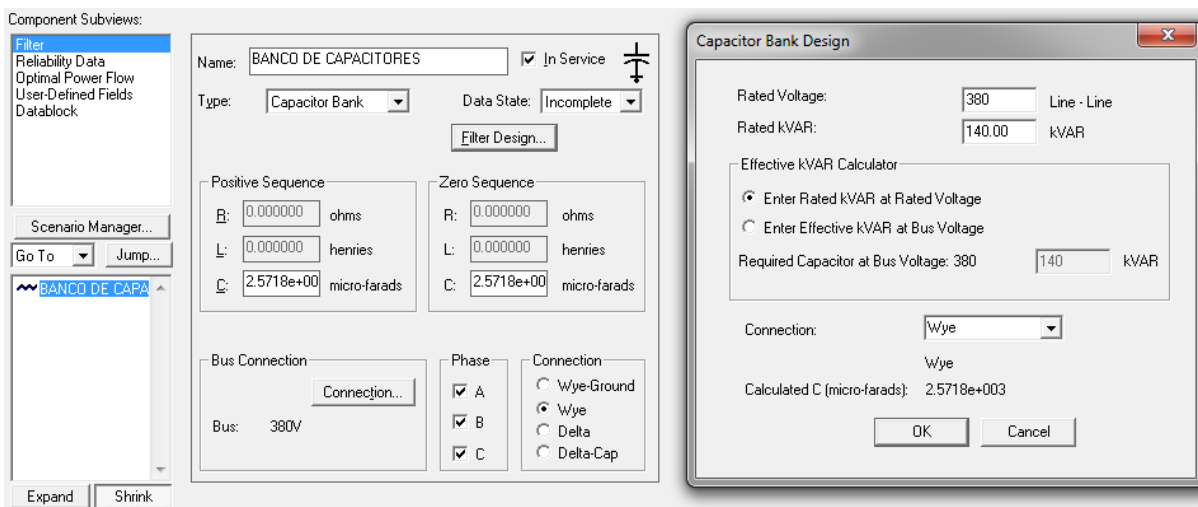 Component Subviews:
Filter
Reliability Data
Optimal Power Flow
User-Defined Fields
Datablock
Scenario Manager...
Go To
Jump...
BANCO DE CAPA
Expand
Shrink
Name: BANCO DE CAPACITORES
In Service
Type: Capacitor Bank
Data State: Incomplete
Filter Design...
Positive Sequence
R: 0.000000 ohms
L: 0.000000 henries
C: 2.5718e+00 micro-farads
Zero Sequence
R: 0.000000 ohms
L: 0.000000 henries
C: 2.5718e+00 micro-farads
Bus Connection
Connection...
Bus: 380V
Phase
A
B
C
Connection
Wye-Ground
Wye
Delta
Delta-Cap
Capacitor Bank Design
Rated Voltage: 380 Line - Line
Rated kVAR: 140.00 kVAR
Effective kVAR Calculator
Enter Rated kVAR at Rated Voltage
Enter Effective kVAR at Bus Voltage
Required Capacitor at Bus Voltage: 380 140 kVAR
Connection: Wye
Wye
Calculated C (micro-farads): 2.5718e+003
OK
Cancel